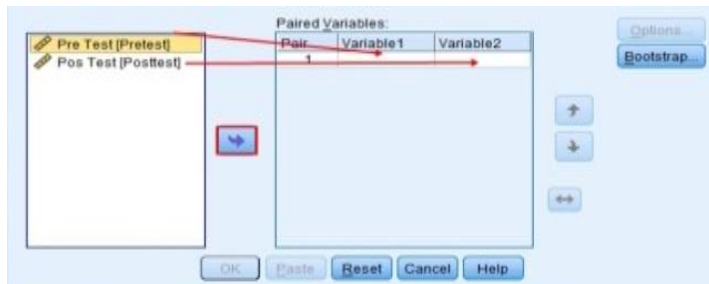 Paired Variables:
Pre Test [Pretest]
Pos Test [Posttest]
Pair Variable1 Variable2
1
Options...
Bootstrap...
OK Paste Reset Cancel Help